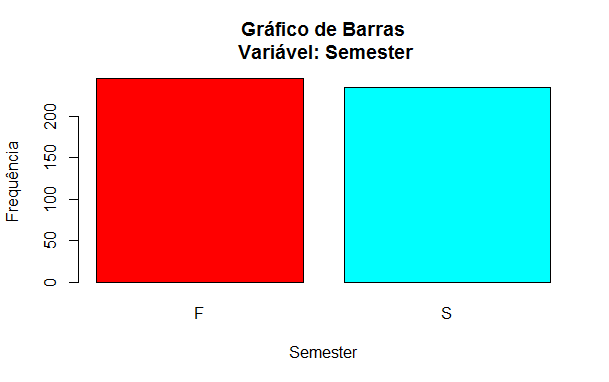 Gráfico de Barras
Variável: Semester
Frequência
200
150
100
50
0
F S
Semester